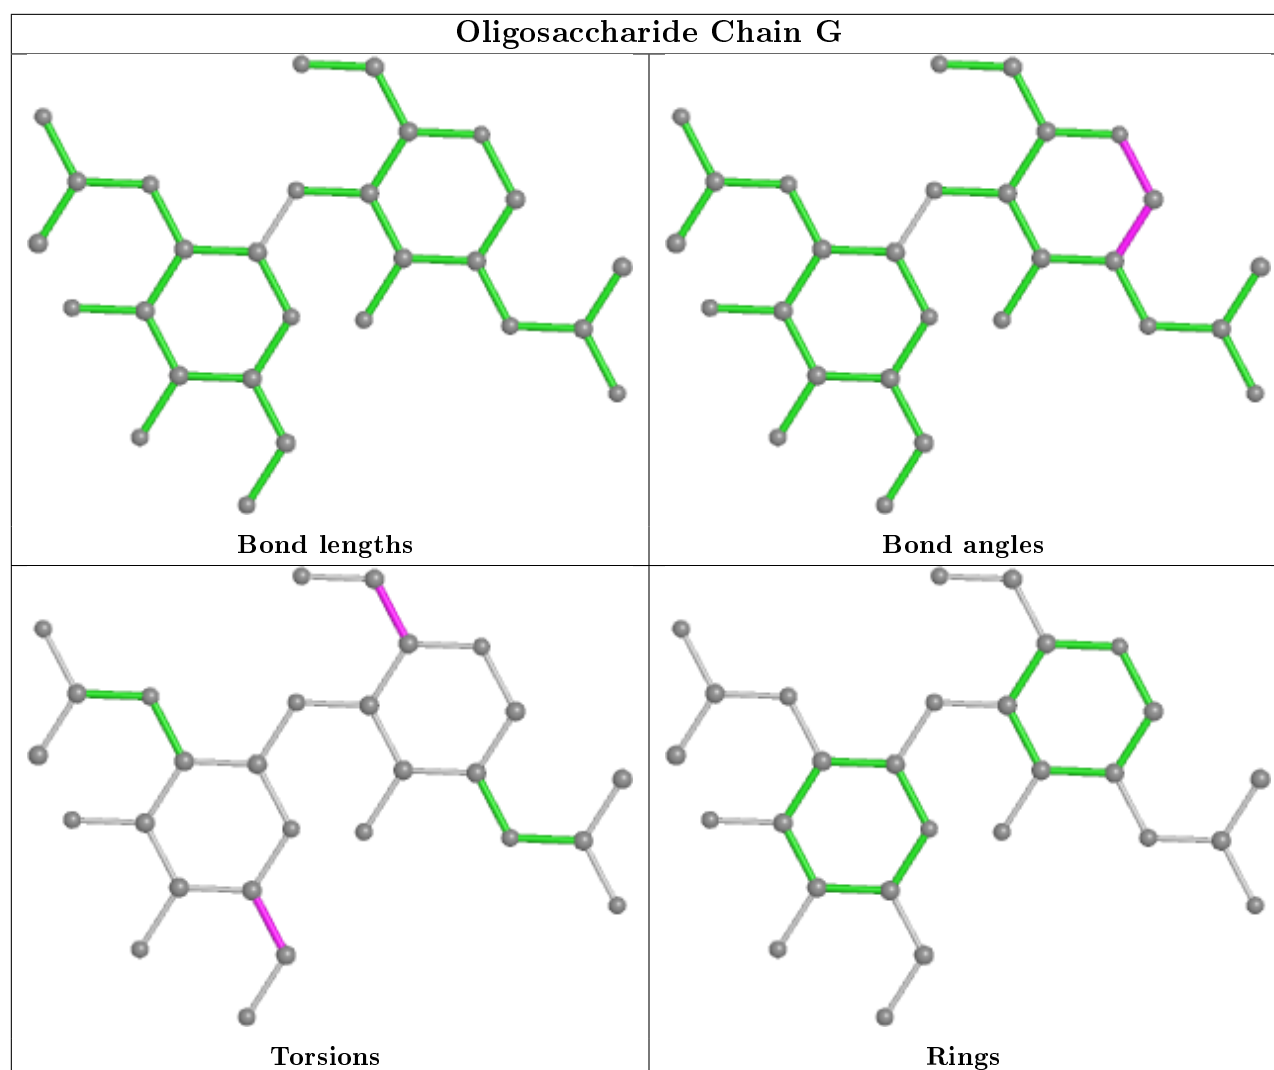 Oligosaccharide Chain G
Bond lengths
Bond angles
Torsions
Rings